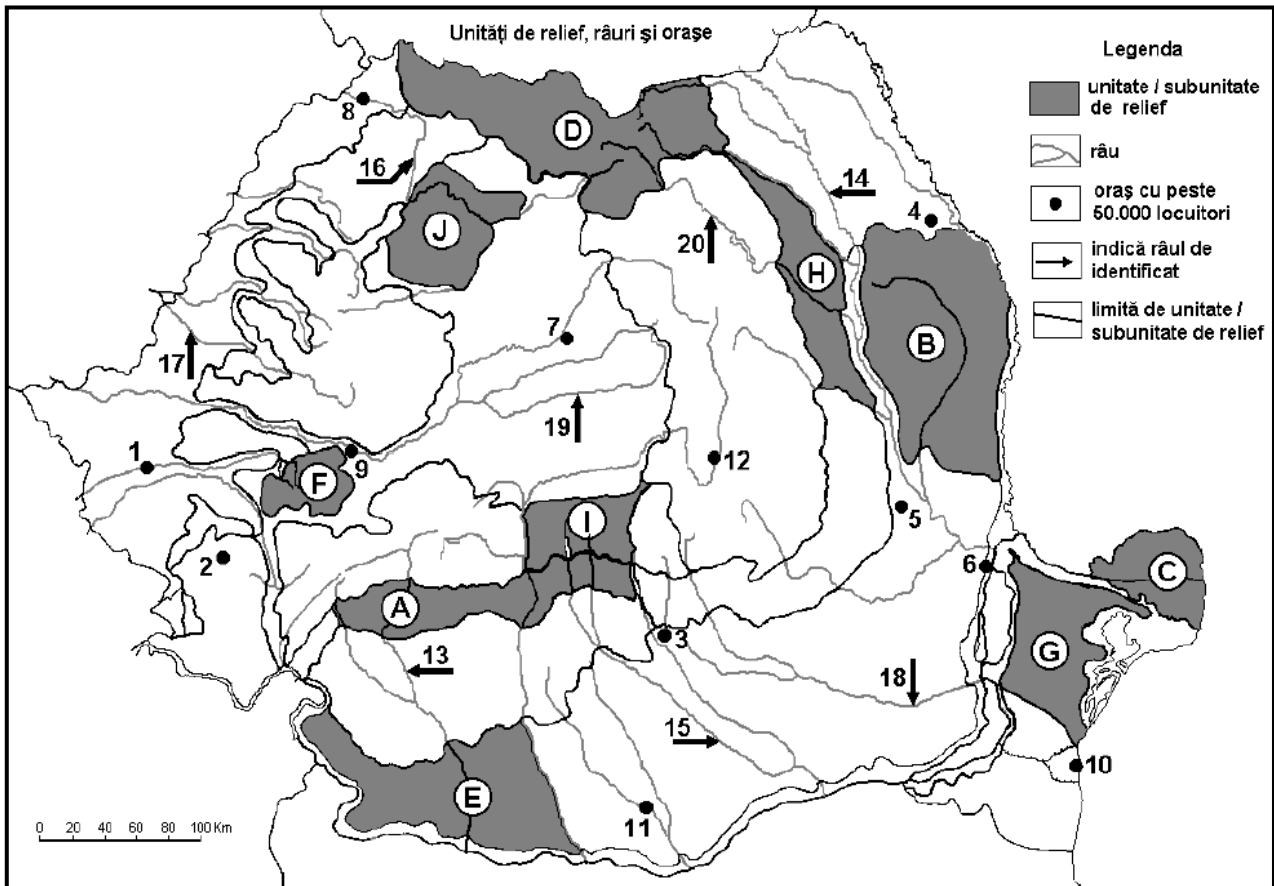 Unități de relief, râuri și orașe
Legenda
unitate / subunitate
de relief
râu
oraș cu peste
50.000 locuitori
indică râul de
identificat
limită de unitate /
subunitate de relief
8
D
16
J
14
4
20
H
B
7
17
19
1
9
F
12
5
I
2
6
C
A
3
G
13
18
15
10
E
11
0 20 40 60 80 100 Km